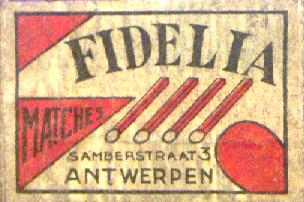 FIDELIA
MATCHES
SAMBERSTRAAT 3
ANTWERPEN